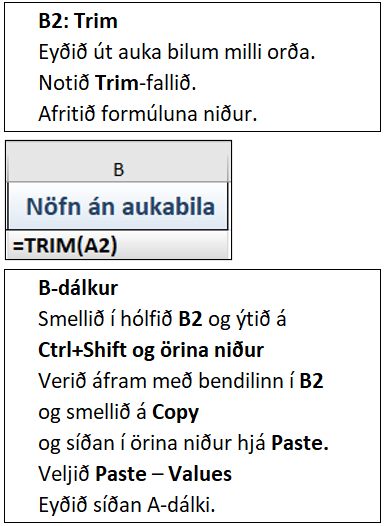 B2: Trim
Eyðið út auka bilum milli orða.
Notið Trim-fallið.
Afritið formúluna niður.
B
Nöfn án aukabila
=TRIM(A2)
B-dálkur
Smellið í hólfið B2 og ýtið á
Ctrl+Shift og örina niður
Verið áfram með bendilinn í B2
og smellið á Copy
og síðan í örina niður hjá Paste.
Veljið Paste – Values
Eyðið síðan A-dálki.